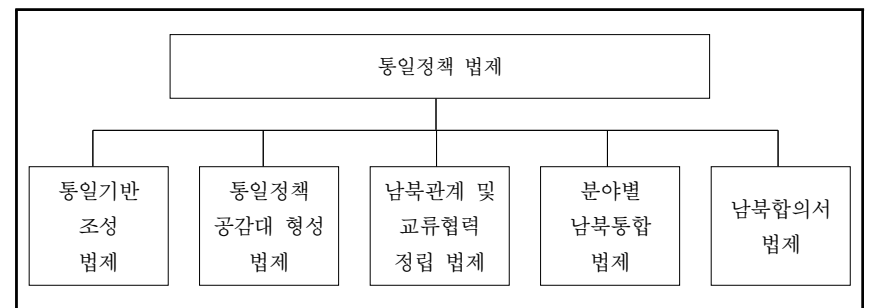 통일정책 법제
통일기반
조성
법제
통일정책
공감대 형성
법제
남북관계 및
교류협력
정립 법제
분야별
남북통합
법제
남북합의서
법제